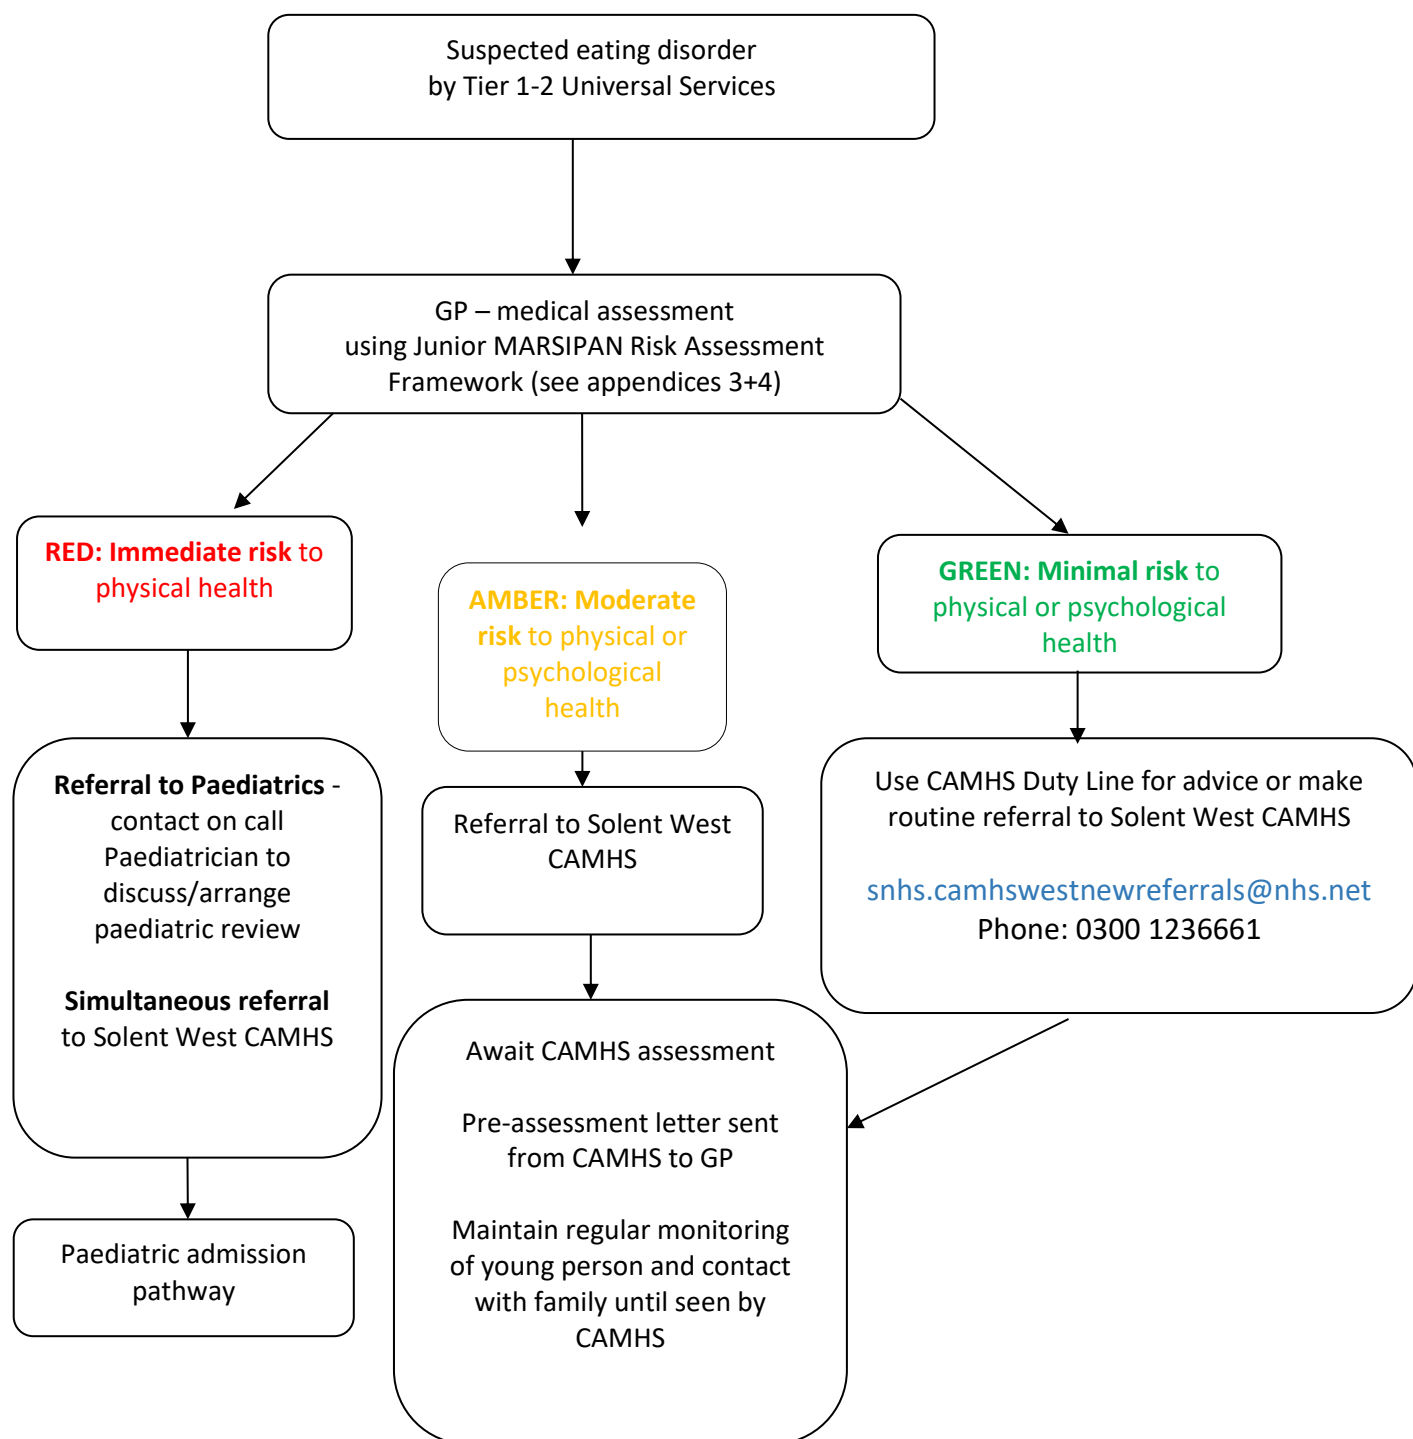 Suspected eating disorder
by Tier 1-2 Universal Services
GP – medical assessment
using Junior MARSIPAN Risk Assessment
Framework (see appendices 3+4)
RED: Immediate risk to
physical health
AMBER: Moderate
risk to physical or
psychological
health
GREEN: Minimal risk to
physical or psychological
health
Referral to Paediatrics -
contact on call
Paediatrician to
discuss/arrange
paediatric review
Simultaneous referral
to Solent West CAMHS
Referral to Solent West
CAMHS
Use CAMHS Duty Line for advice or make
routine referral to Solent West CAMHS
snhs.camhswestnewreferrals@nhs.net
Phone: 0300 1236661
Await CAMHS assessment
Pre-assessment letter sent
from CAMHS to GP
Maintain regular monitoring
of young person and contact
with family until seen by
CAMHS
Paediatric admission
pathway